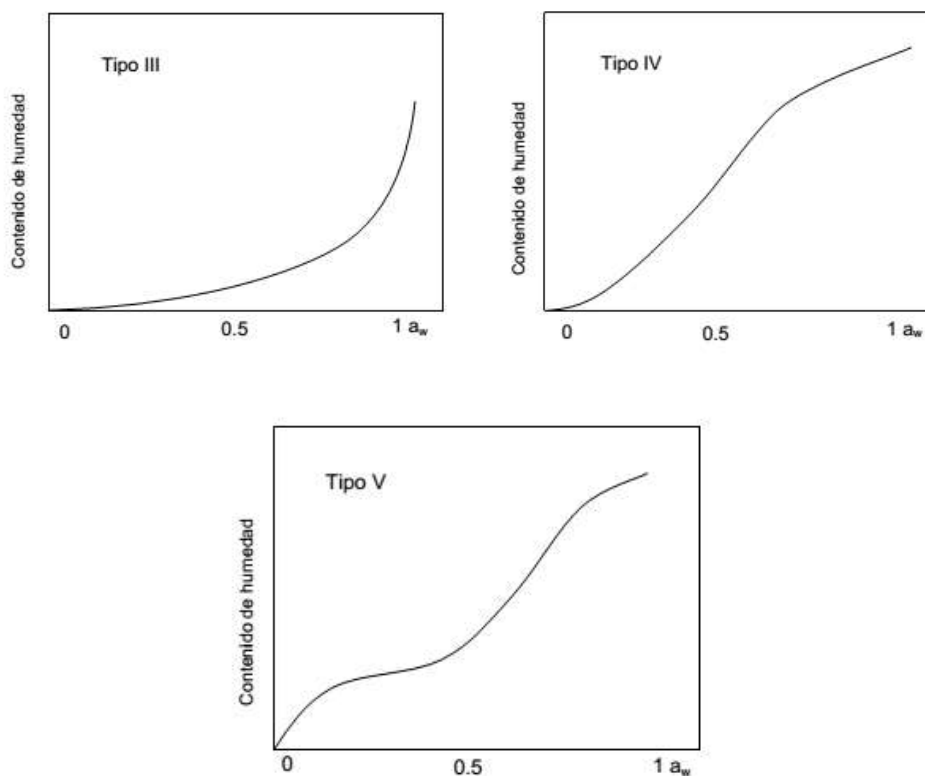 Tipo III
Contenido de humedad
0
0.5
1 aw
Tipo IV
Contenido de humedad
0
0.5
1 aw
Tipo V
Contenido de humedad
0
0.5
1 aw